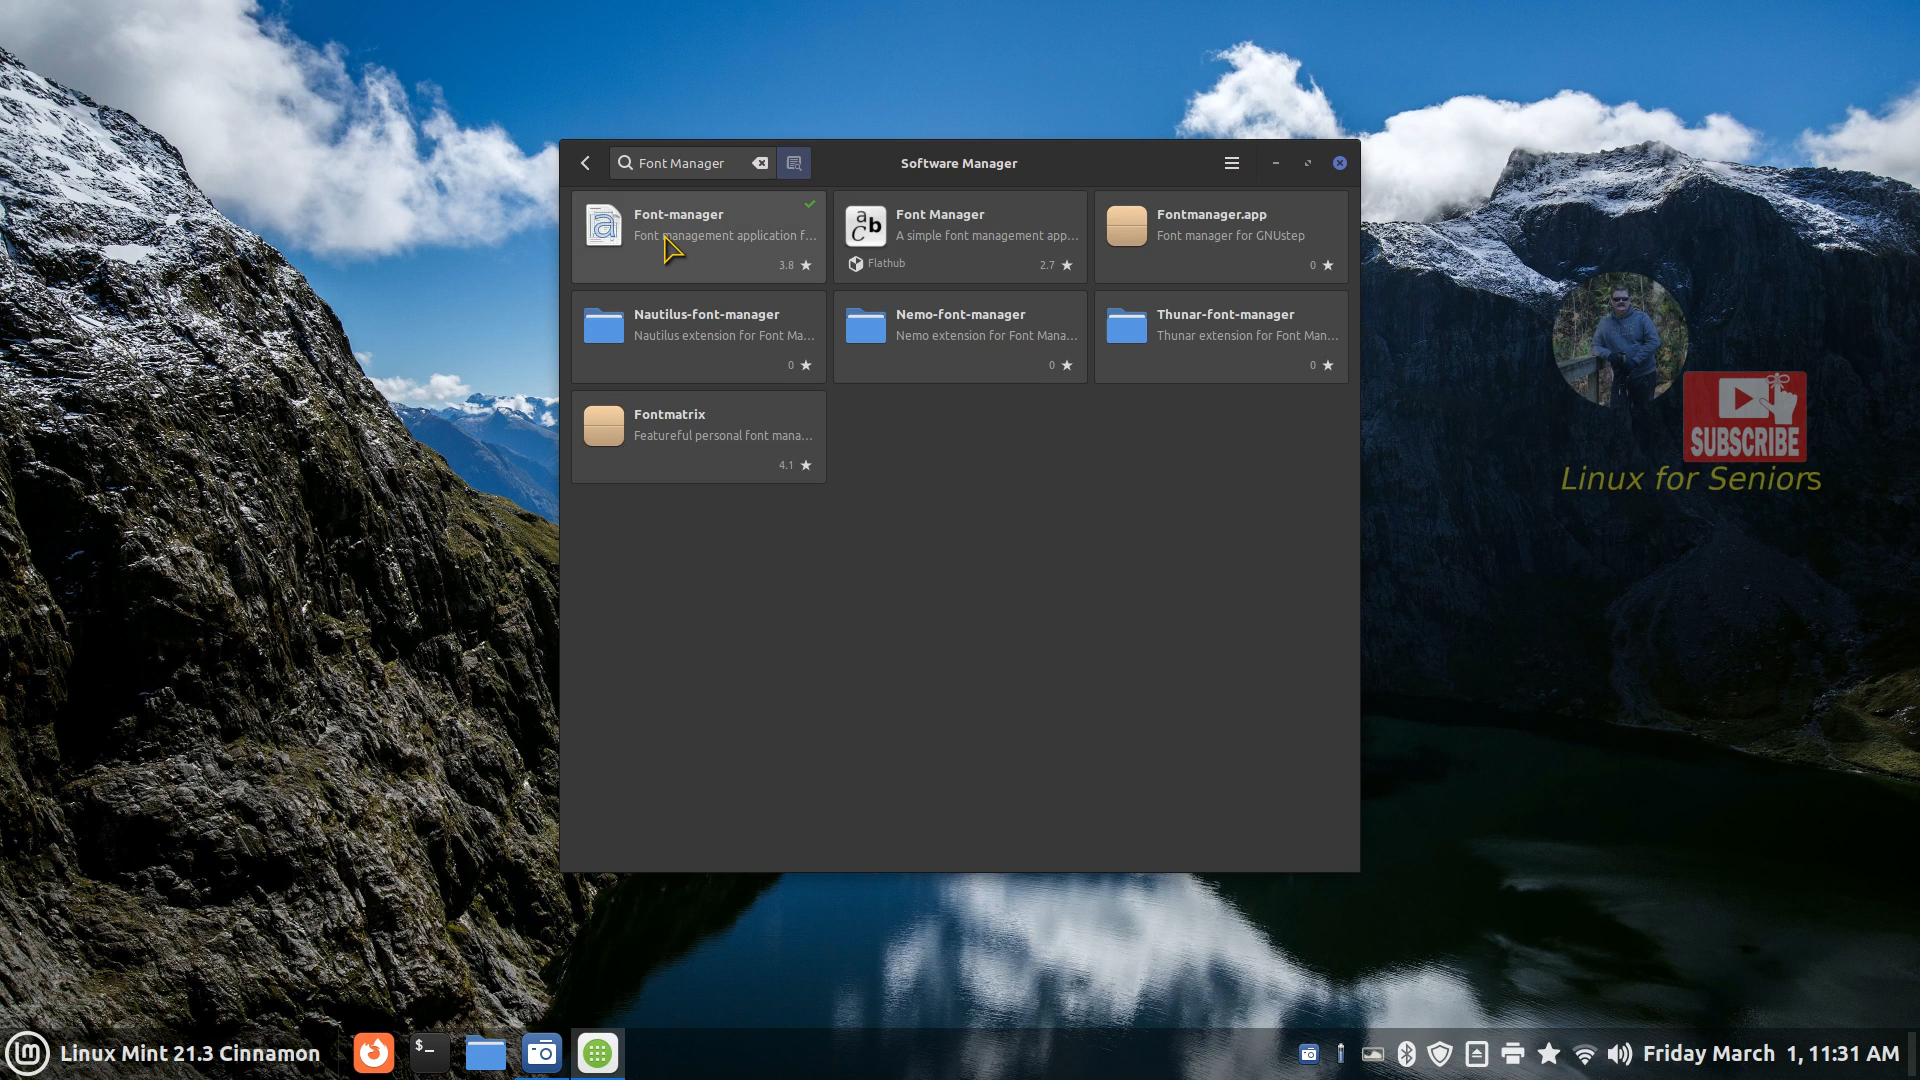 Font Manager
Software Manager
Font-manager
Font management application f...
3.8
Font Manager
A simple font management app...
Flathub
2.7
Fontmanager.app
Font manager for GNUstep
0
Nautilus-font-manager
Nautilus extension for Font Ma...
0
Nemo-font-manager
Nemo extension for Font Mana...
0
Thunar-font-manager
Thunar extension for Font Man...
0
Fontmatrix
Featureful personal font mana...
4.1
SUBSCRIBE
Linux for Seniors
Linux Mint 21.3 Cinnamon
$-
Friday March 1, 11:31 AM